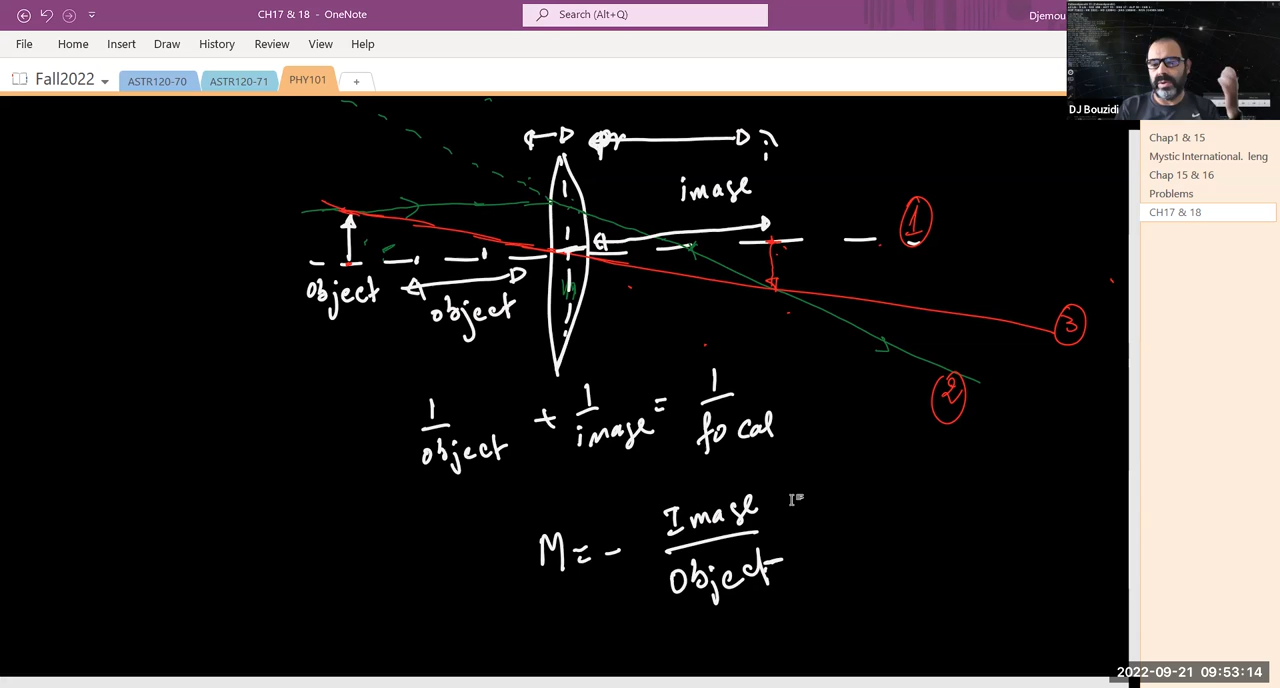 CH17 & 18 - OneNote
Search (Alt+Q)
Djemou
File Home Insert Draw History Review View Help
Fall2022
ASTR120-70
ASTR120-71
PHY101
+
DJ Bouzidi
Chap1 & 15
Mystic International. leng
Chap 15 & 16
Problems
CH17 & 18
image
1
object
object
3
2
1/object + 1/image = 1/focal
M = - Image/Object
2022-09-21 09:53:14